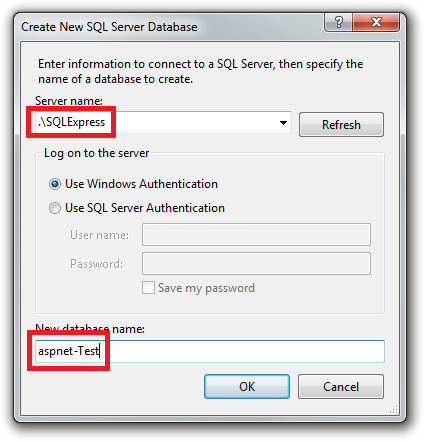 Create New SQL Server Database
?
Enter information to connect to a SQL Server, then specify the
name of a database to create.
Server name:
.\SQLExpress
Refresh
Log on to the server
Use Windows Authentication
Use SQL Server Authentication
User name:
Password:
Save my password
New database name:
aspnet-Test
OK Cancel